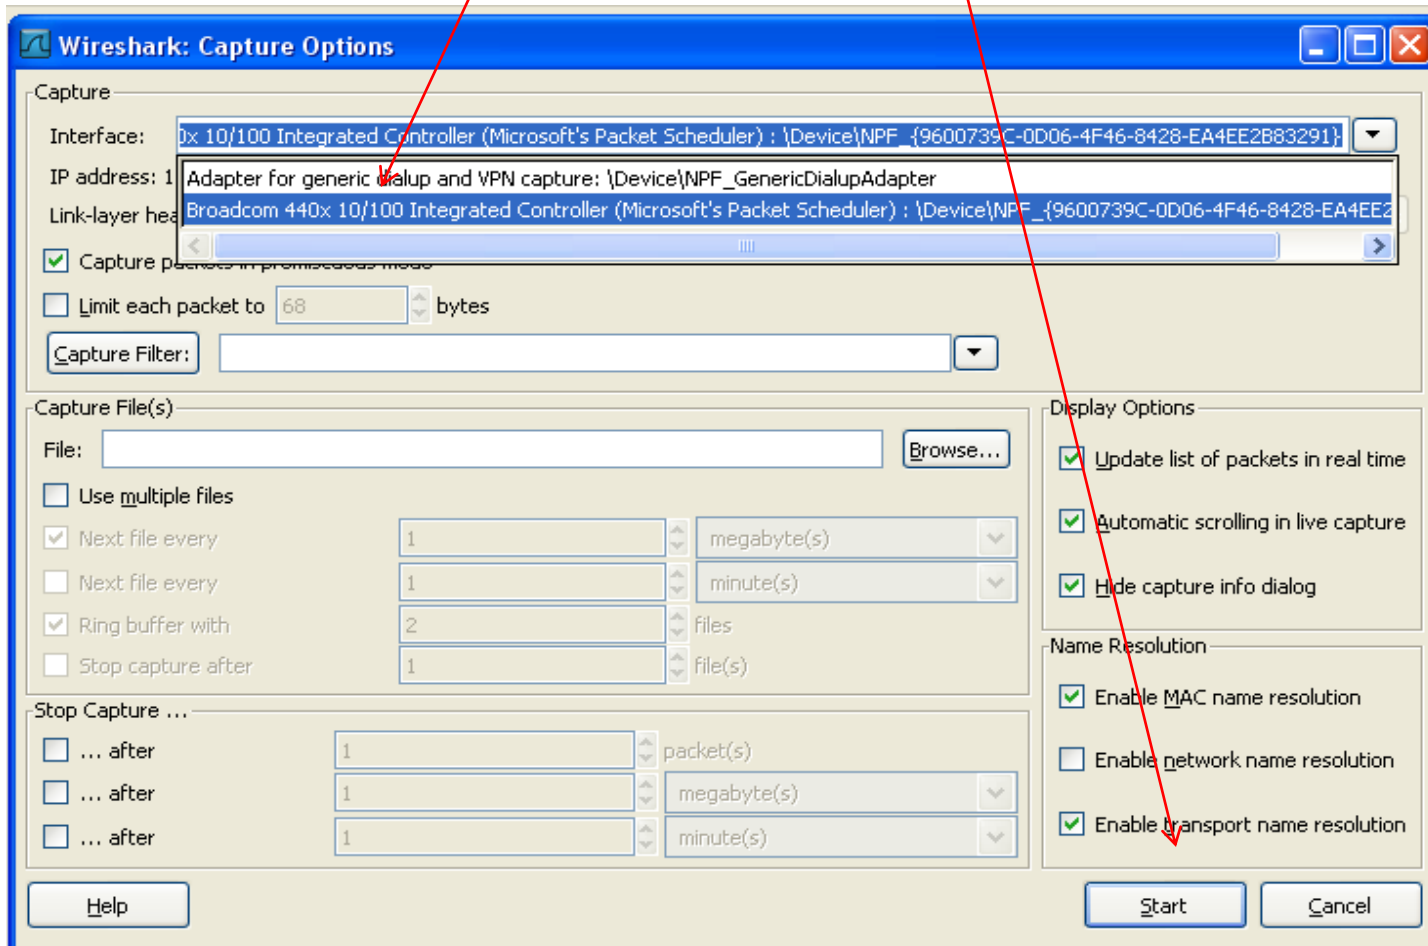 Wireshark: Capture Options
Capture
Interface: 0x 10/100 Integrated Controller (Microsoft's Packet Scheduler) : \Device\NPF_{9600739C-0D06-4F46-8428-EA4EE2B83291}
IP address: 1
Adapter for generic dialup and VPN capture: \Device\NPF_GenericDialupAdapter
Link-layer hea
Broadcom 440x 10/100 Integrated Controller (Microsoft's Packet Scheduler) : \Device\NPF_{9600739C-0D06-4F46-8428-EA4EE2
Capture packets in promiscuous mode
Limit each packet to 68 bytes
Capture Filter:
Capture File(s)
File: Browse...
Use multiple files
Next file every 1 megabyte(s)
Next file every 1 minute(s)
Ring buffer with 2 files
Stop capture after 1 file(s)
Stop Capture ...
... after 1 packet(s)
... after 1 megabyte(s)
... after 1 minute(s)
Display Options
Update list of packets in real time
Automatic scrolling in live capture
Hide capture info dialog
Name Resolution
Enable MAC name resolution
Enable network name resolution
Enable transport name resolution
Help
Start
Cancel